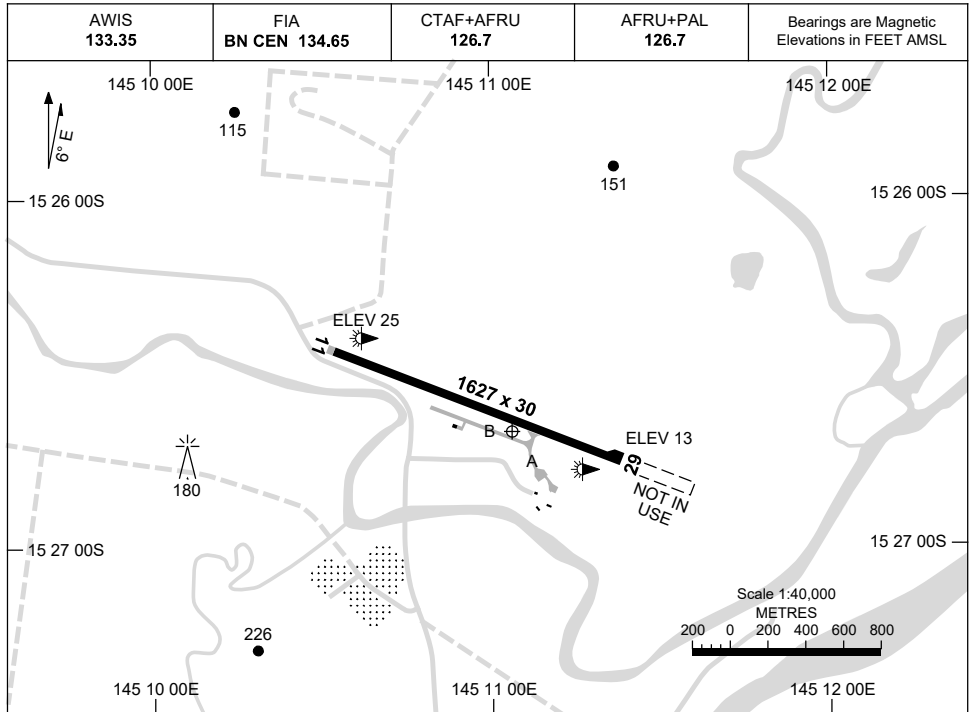 AWIS
133.35
FIA
BN CEN 134.65
CTAF+AFRU
126.7
AFRU+PAL
126.7
Bearings are Magnetic
Elevations in FEET AMSL
145 10 00E
145 11 00E
145 12 00E
6° E
115
151
15 26 00S
15 26 00S
ELEV 25
11
1627 x 30
B
ELEV 13
A
29
NOT IN
USE
180
15 27 00S
15 27 00S
Scale 1:40,000
METRES
200 0 200 400 600 800
226
145 10 00E
145 11 00E
145 12 00E